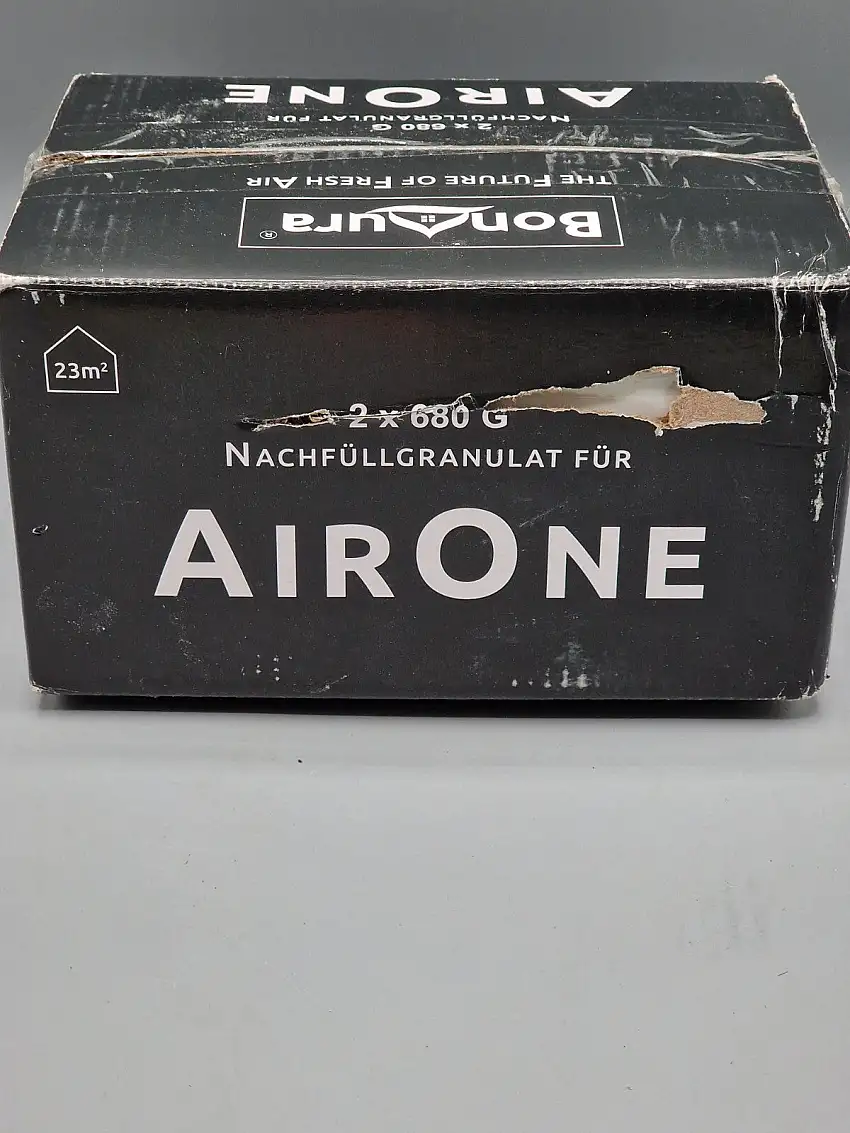 AIRONE
NACHFÜLLGRANULAT FÜR
2 x 680 G
THE FUTURE OF FRESH AIR
BonAura®
23m²
2 x 680 G
NACHFÜLLGRANULAT FÜR
AIRONE